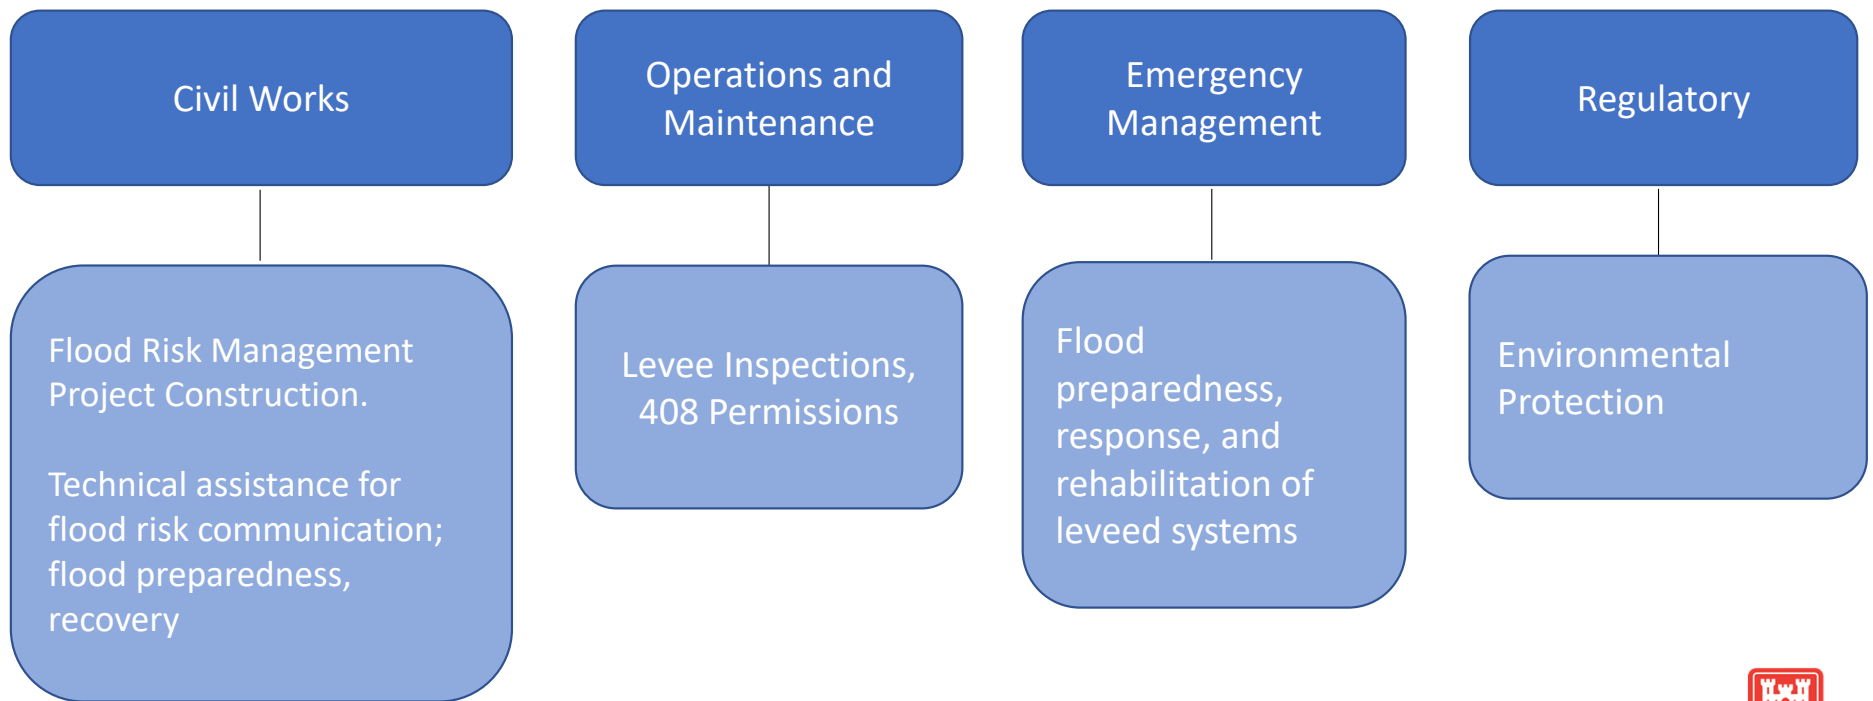 Civil Works
Operations and
Maintenance
Emergency
Management
Regulatory
Flood Risk Management
Project Construction.
Technical assistance for
flood risk communication;
flood preparedness,
recovery
Levee Inspections,
408 Permissions
Flood
preparedness,
response, and
rehabilitation of
leveed systems
Environmental
Protection